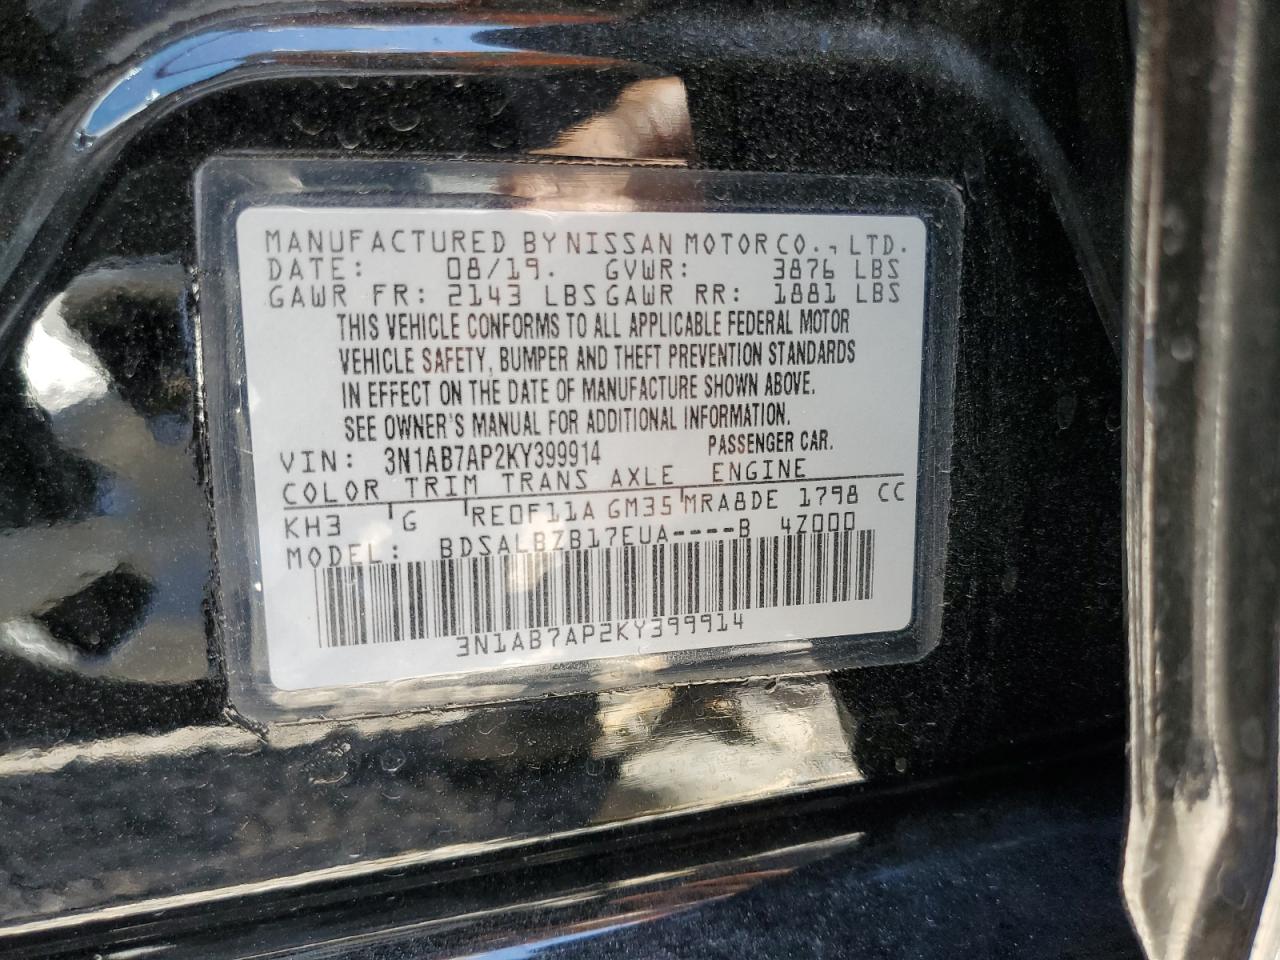 MANUFACTURED BY NISSAN MOTOR CO., LTD.
DATE: 08/19. GVWR: 3876 LBS
GAWR FR: 2143 LBS GAWR RR: 1881 LBS
THIS VEHICLE CONFORMS TO ALL APPLICABLE FEDERAL MOTOR
VEHICLE SAFETY, BUMPER AND THEFT PREVENTION STANDARDS
IN EFFECT ON THE DATE OF MANUFACTURE SHOWN ABOVE.
SEE OWNER'S MANUAL FOR ADDITIONAL INFORMATION.
VIN: 3N1AB7AP2KY399914 PASSENGER CAR.
COLOR TRIM TRANS AXLE ENGINE
KH3 G RE0F11A GM35 MRA8DE 1798 CC
MODEL: BDSALBZB17EUA----B 4Z000
3N1AB7AP2KY399914